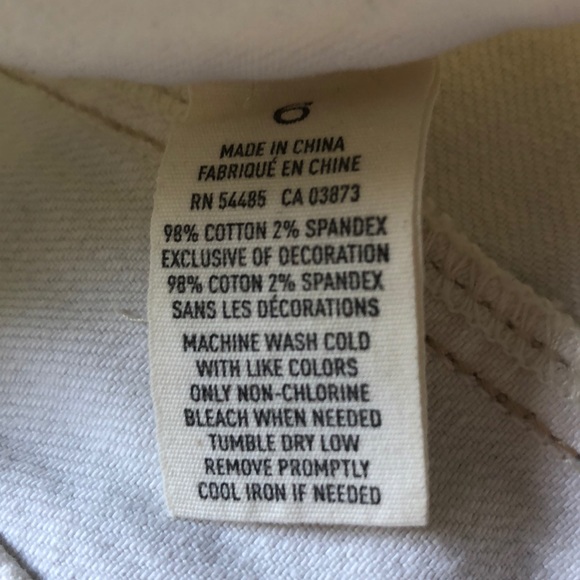 6
MADE IN CHINA
FABRIQUÉ EN CHINE
RN 54485 CA 03873
98% COTTON 2% SPANDEX
EXCLUSIVE OF DECORATION
98% COTON 2% SPANDEX
SANS LES DÉCORATIONS
MACHINE WASH COLD
WITH LIKE COLORS
ONLY NON-CHLORINE
BLEACH WHEN NEEDED
TUMBLE DRY LOW
REMOVE PROMPTLY
COOL IRON IF NEEDED